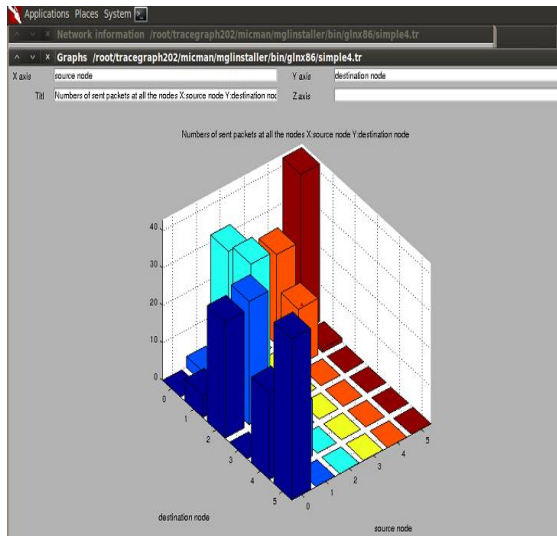 Applications Places System
Network information /root/tracegraph202/micman/mglinstaller/bin/glnx86/simple4.tr
Graphs /root/tracegraph202/micman/mglinstaller/bin/glnx86/simple4.tr
X axis source node Y axis destination node
Titl Numbers of sent packets at all the nodes X:source node Y:destination noc Z axis
Numbers of sent packets at all the nodes X:source node Y:destination node
40
30
20
10
0
0 1 2 3 4 5
0 1 2 3 4 5
destination node
source node